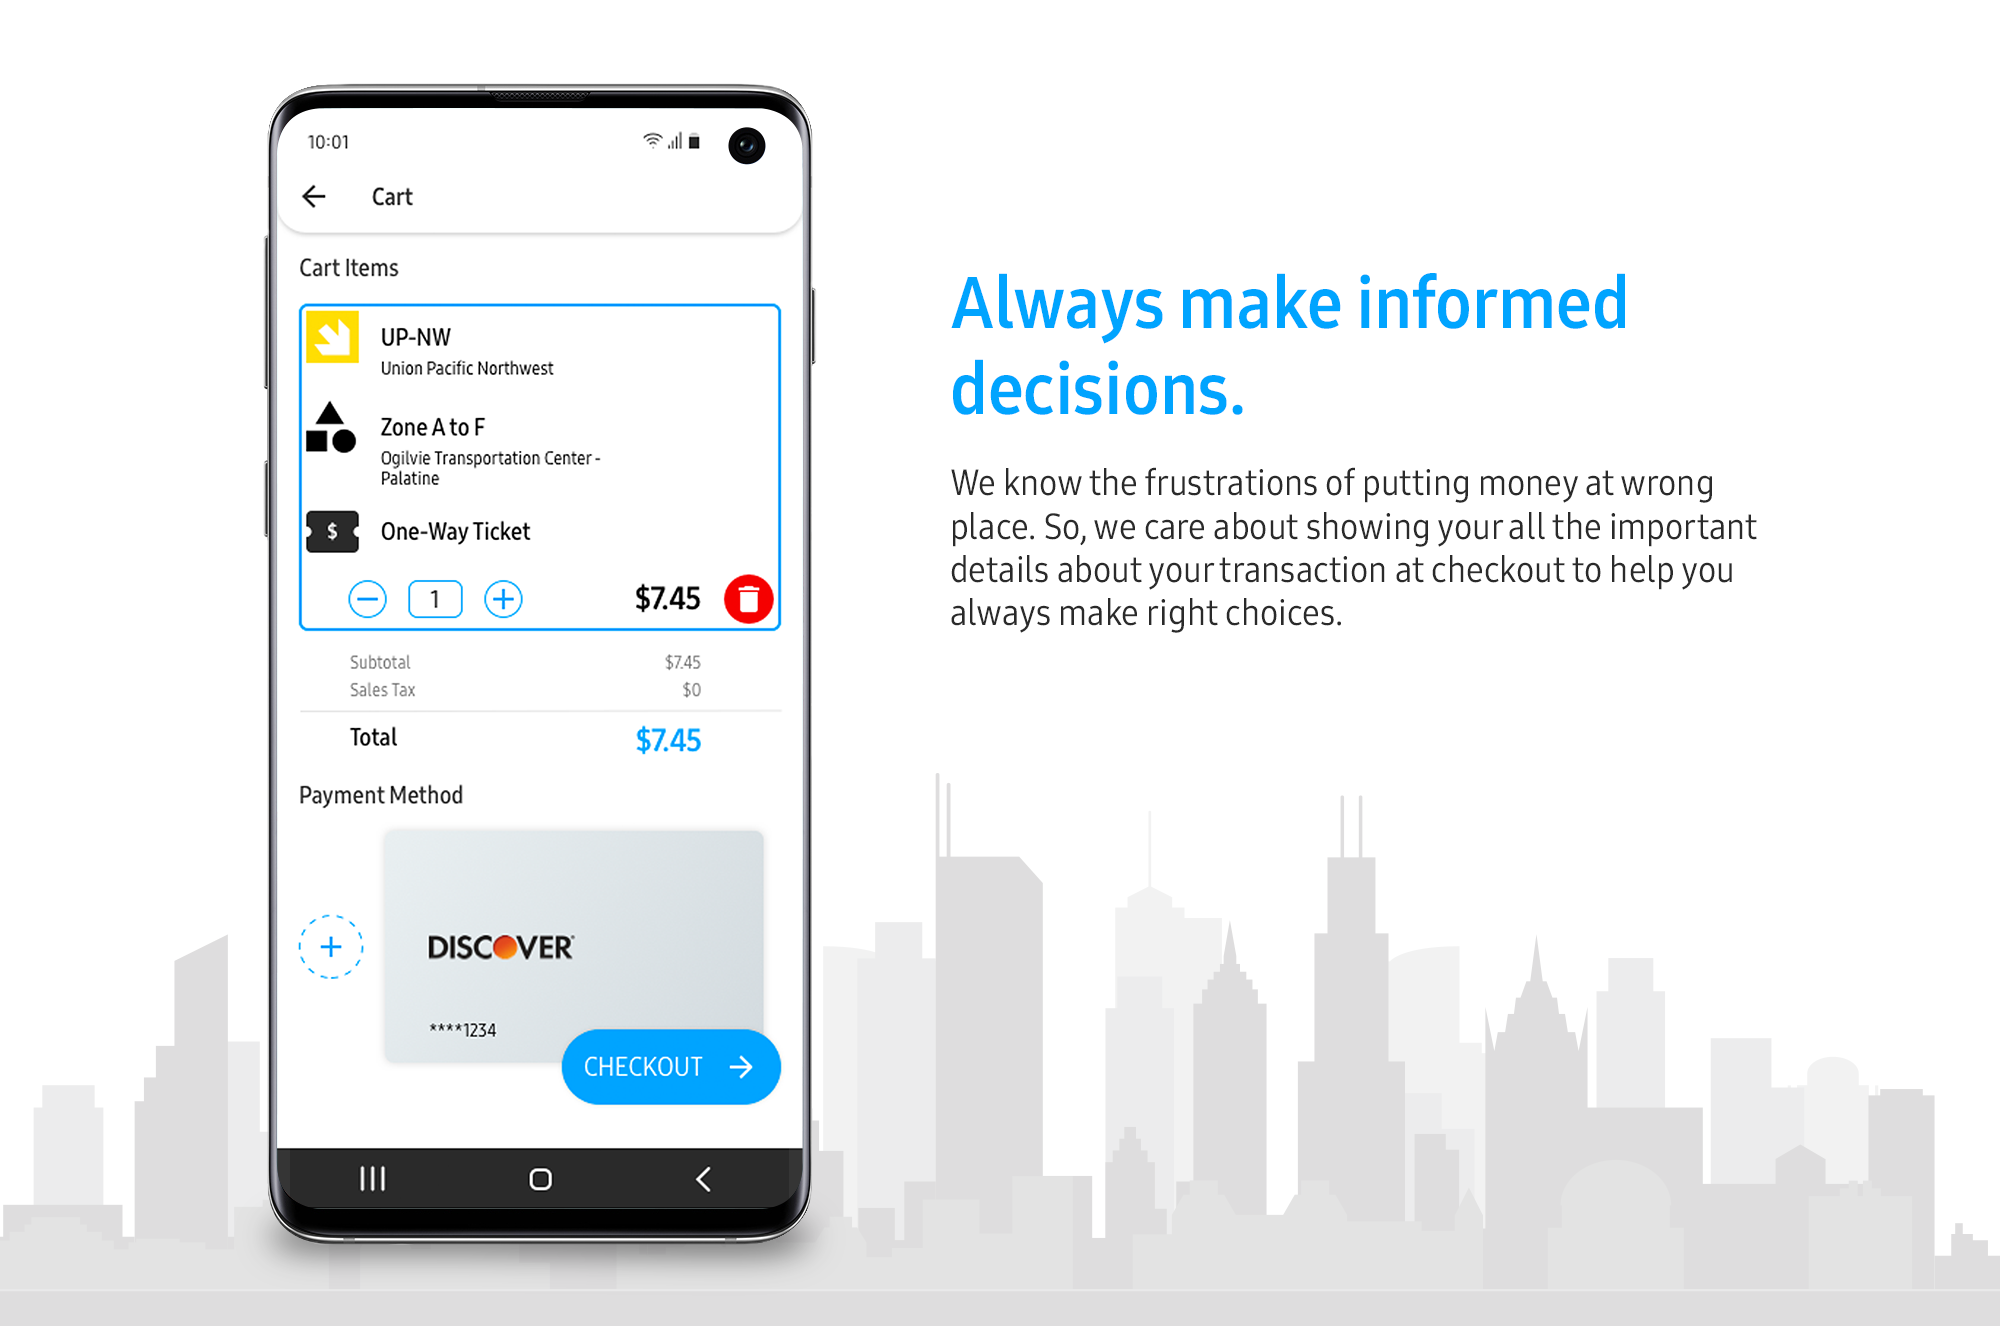 10:01
Cart
Cart Items
UP-NW
Union Pacific Northwest
Zone A to F
Ogilvie Transportation Center -
Palatine
$ One-Way Ticket
1 $7.45
Subtotal $7.45
Sales Tax $0
Total $7.45
Payment Method
DISCOVER
****1234
CHECKOUT
Always make informed
decisions.
We know the frustrations of putting money at wrong
place. So, we care about showing your all the important
details about your transaction at checkout to help you
always make right choices.